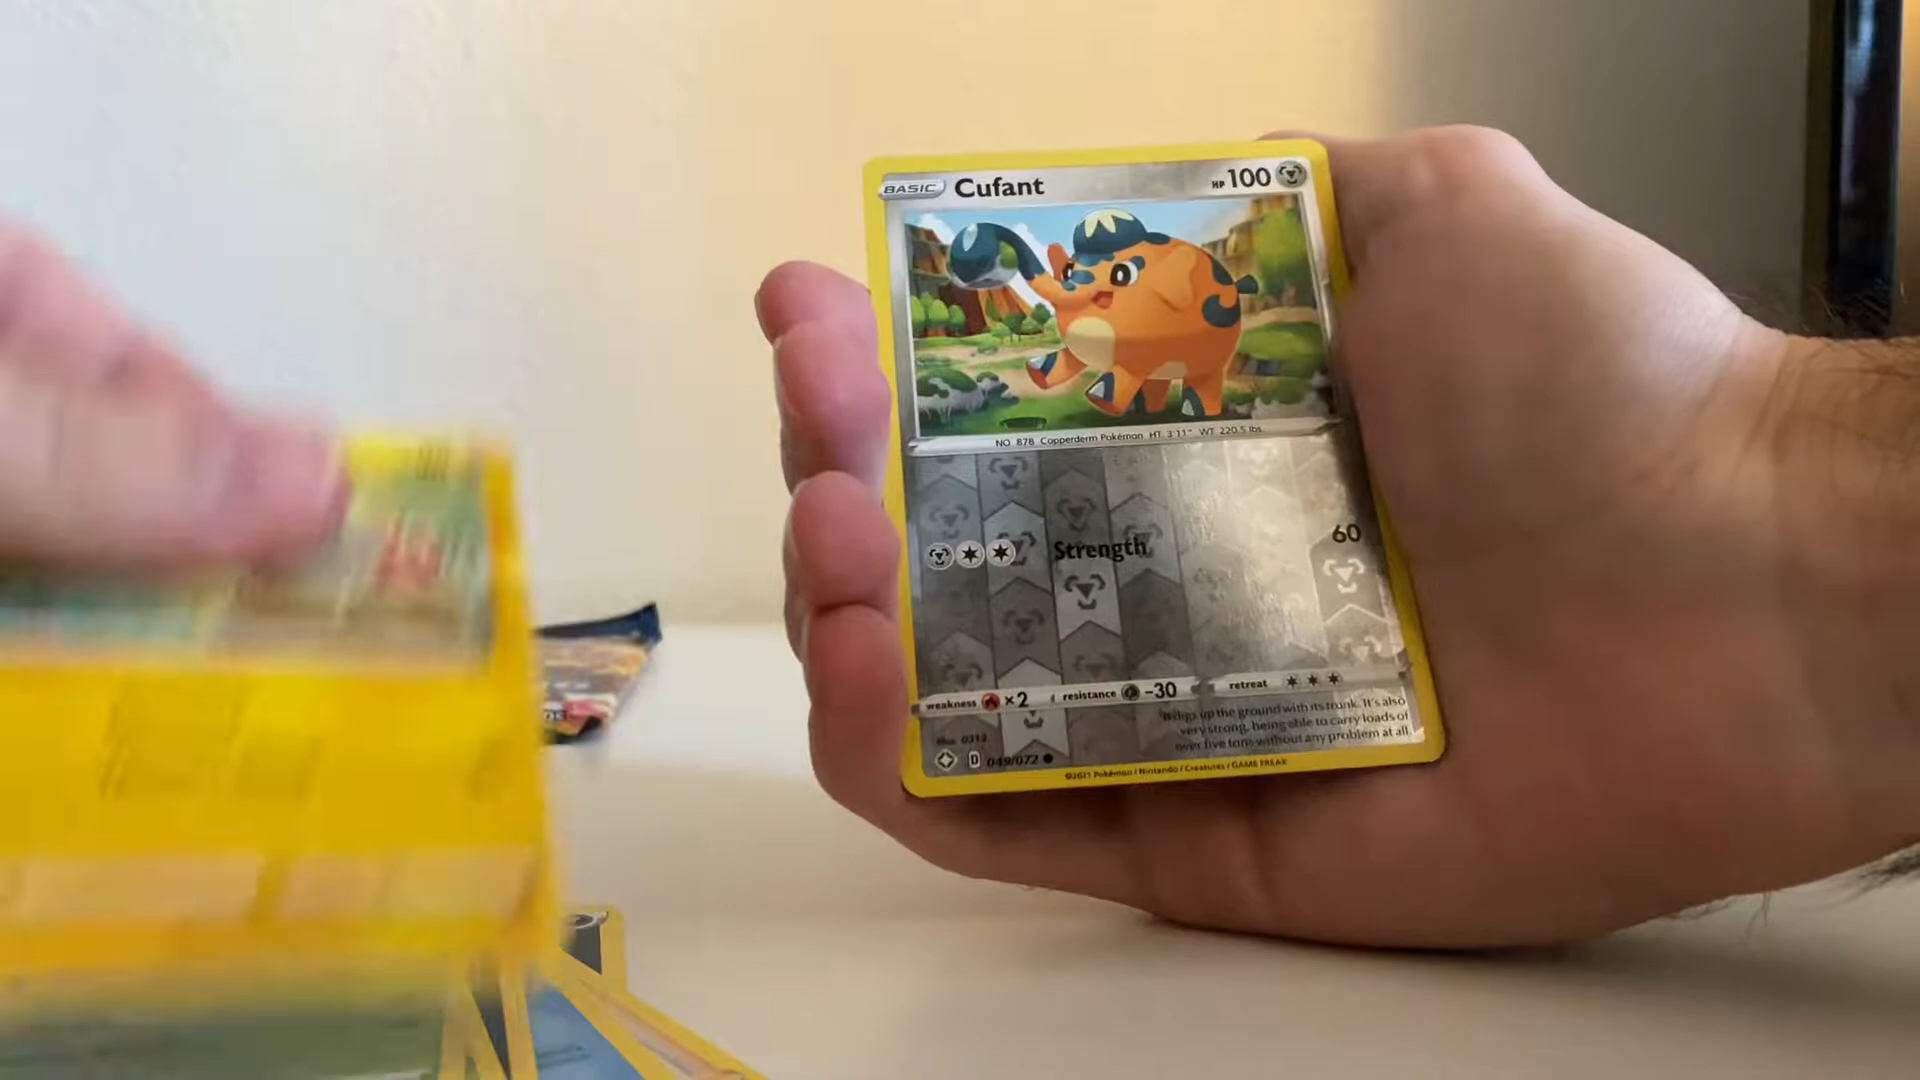 BASIC Cufant HP 100
NO. 878 Copperderm Pokémon HT 3'11" WT 220.5 lbs.
Strength 60
weakness ×2 resistance -30 retreat
It digs up the ground with its trunk. It's also
very strong, being able to carry loads of
over five tons without any problem at all.
Illus. 0313
D 049/072
©2021 Pokémon / Nintendo / Creatures / GAME FREAK